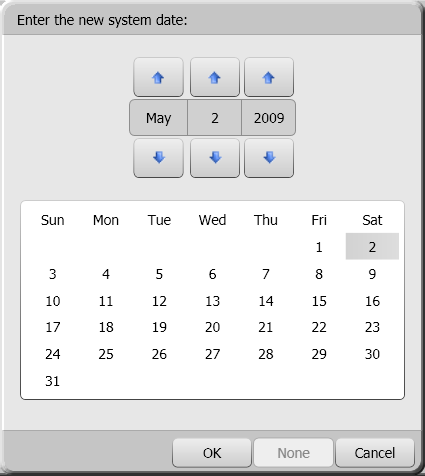 Enter the new system date:
May 2 2009
Sun Mon Tue Wed Thu Fri Sat
1 2
3 4 5 6 7 8 9
10 11 12 13 14 15 16
17 18 19 20 21 22 23
24 25 26 27 28 29 30
31
OK None Cancel